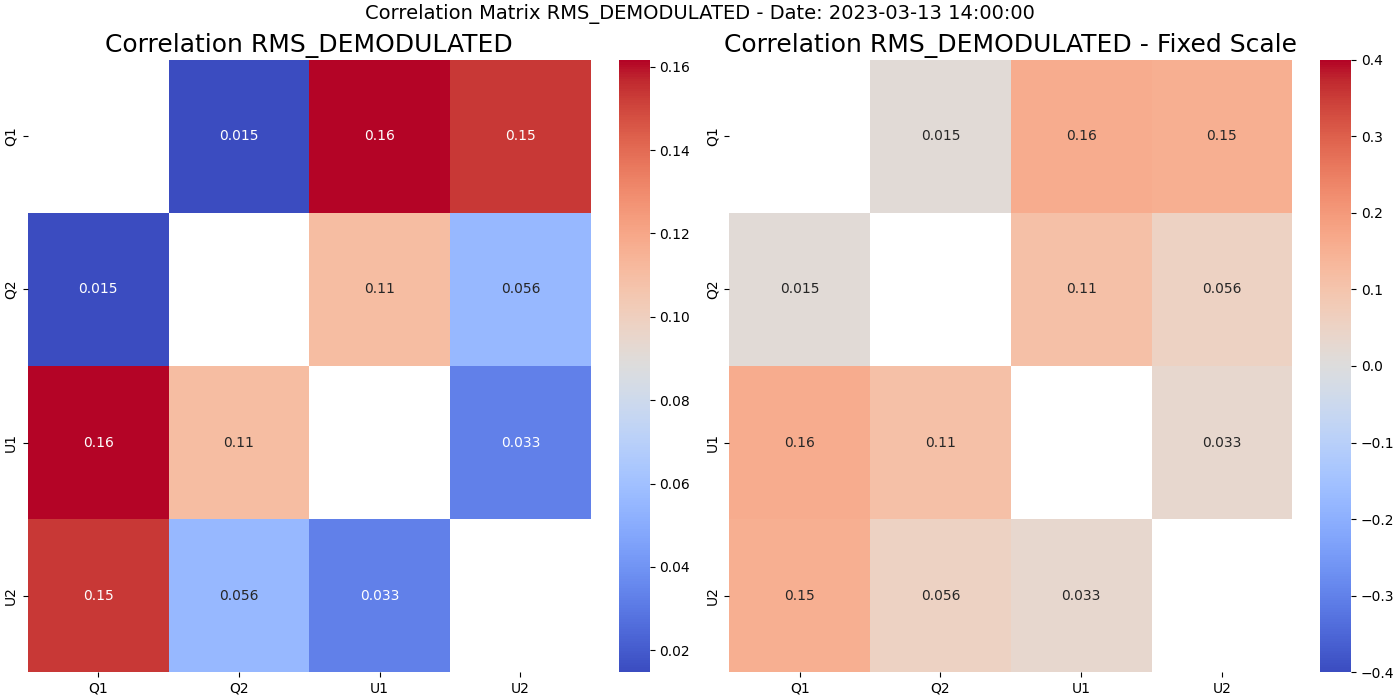 Correlation Matrix RMS_DEMODULATED - Date: 2023-03-13 14:00:00
Correlation RMS_DEMODULATED
Q1
0.015
0.16
0.15
Q2
0.015
0.11
0.056
U1
0.16
0.11
0.033
U2
0.15
0.056
0.033
Q1
Q2
U1
U2
0.16
0.14
0.12
0.10
0.08
0.06
0.04
0.02
Correlation RMS_DEMODULATED - Fixed Scale
Q1
0.015
0.16
0.15
Q2
0.015
0.11
0.056
U1
0.16
0.11
0.033
U2
0.15
0.056
0.033
Q1
Q2
U1
U2
0.4
0.3
0.2
0.1
0.0
−0.1
−0.2
−0.3
−0.4